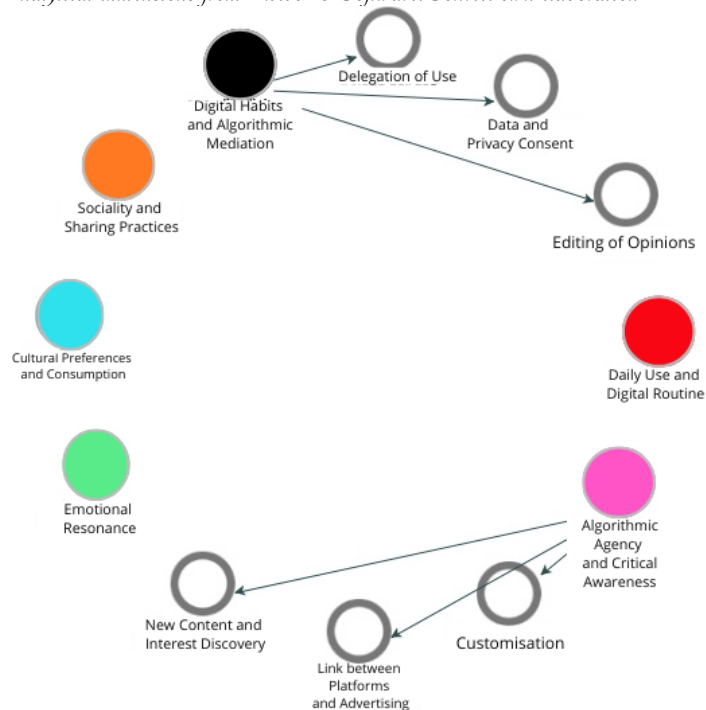 Delegation of Use
Digital Habits
and Algorithmic
Mediation
Data and
Privacy Consent
Sociality and
Sharing Practices
Editing of Opinions
Cultural Preferences
and Consumption
Daily Use and
Digital Routine
Emotional
Resonance
Algorithmic
Agency
and Critical
Awareness
New Content and
Interest Discovery
Customisation
Link between
Platforms
and Advertising